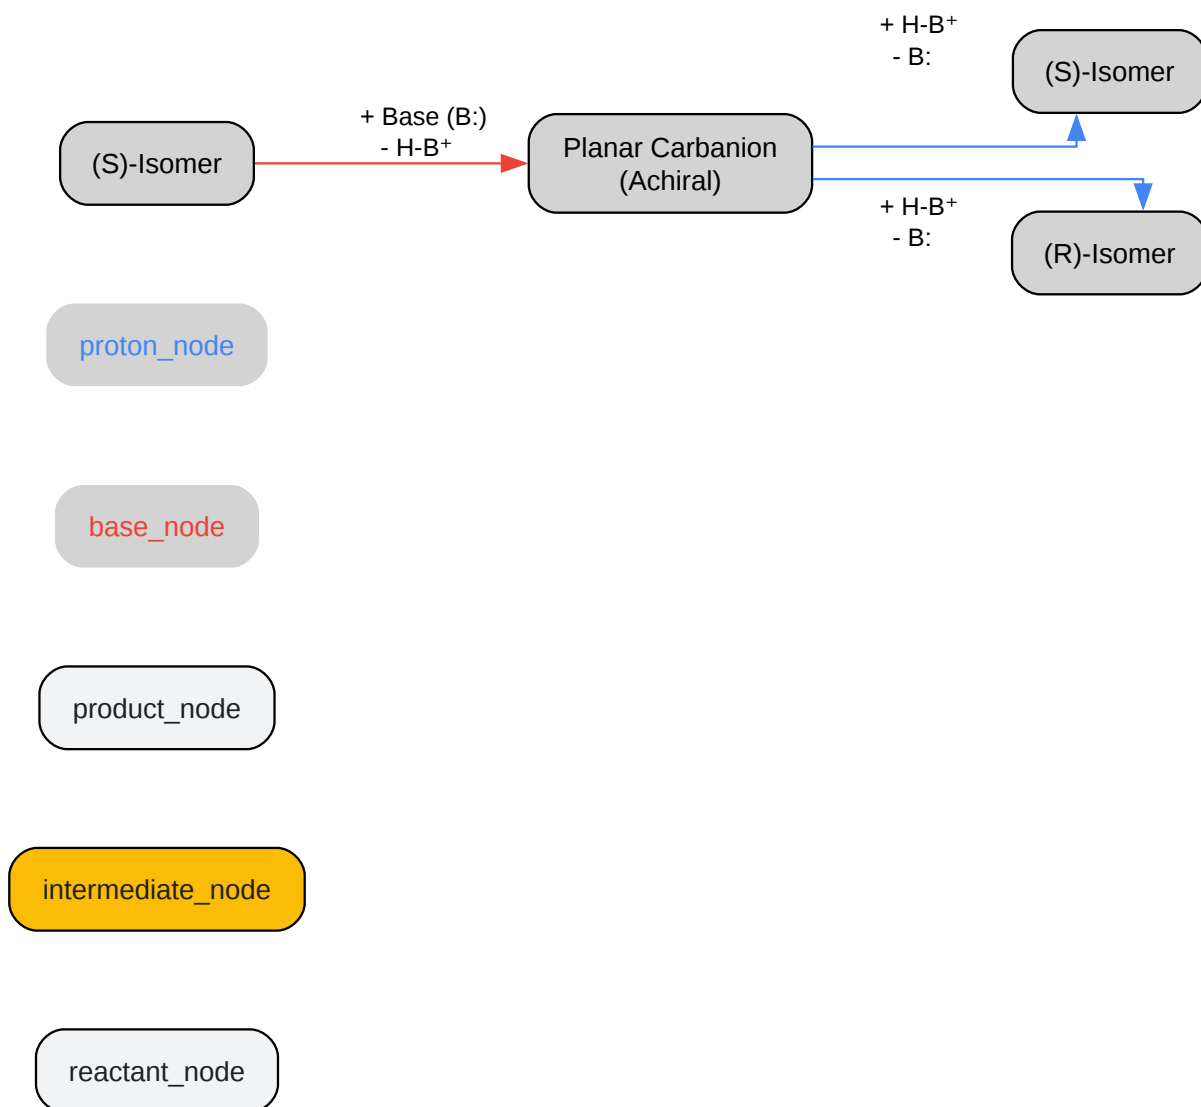 + H-B⁺
- B:
(S)-Isomer
+ Base (B:)
- H-B⁺
(S)-Isomer
Planar Carbanion
(Achiral)
+ H-B⁺
- B:
(R)-Isomer
proton_node
base_node
product_node
intermediate_node
reactant_node